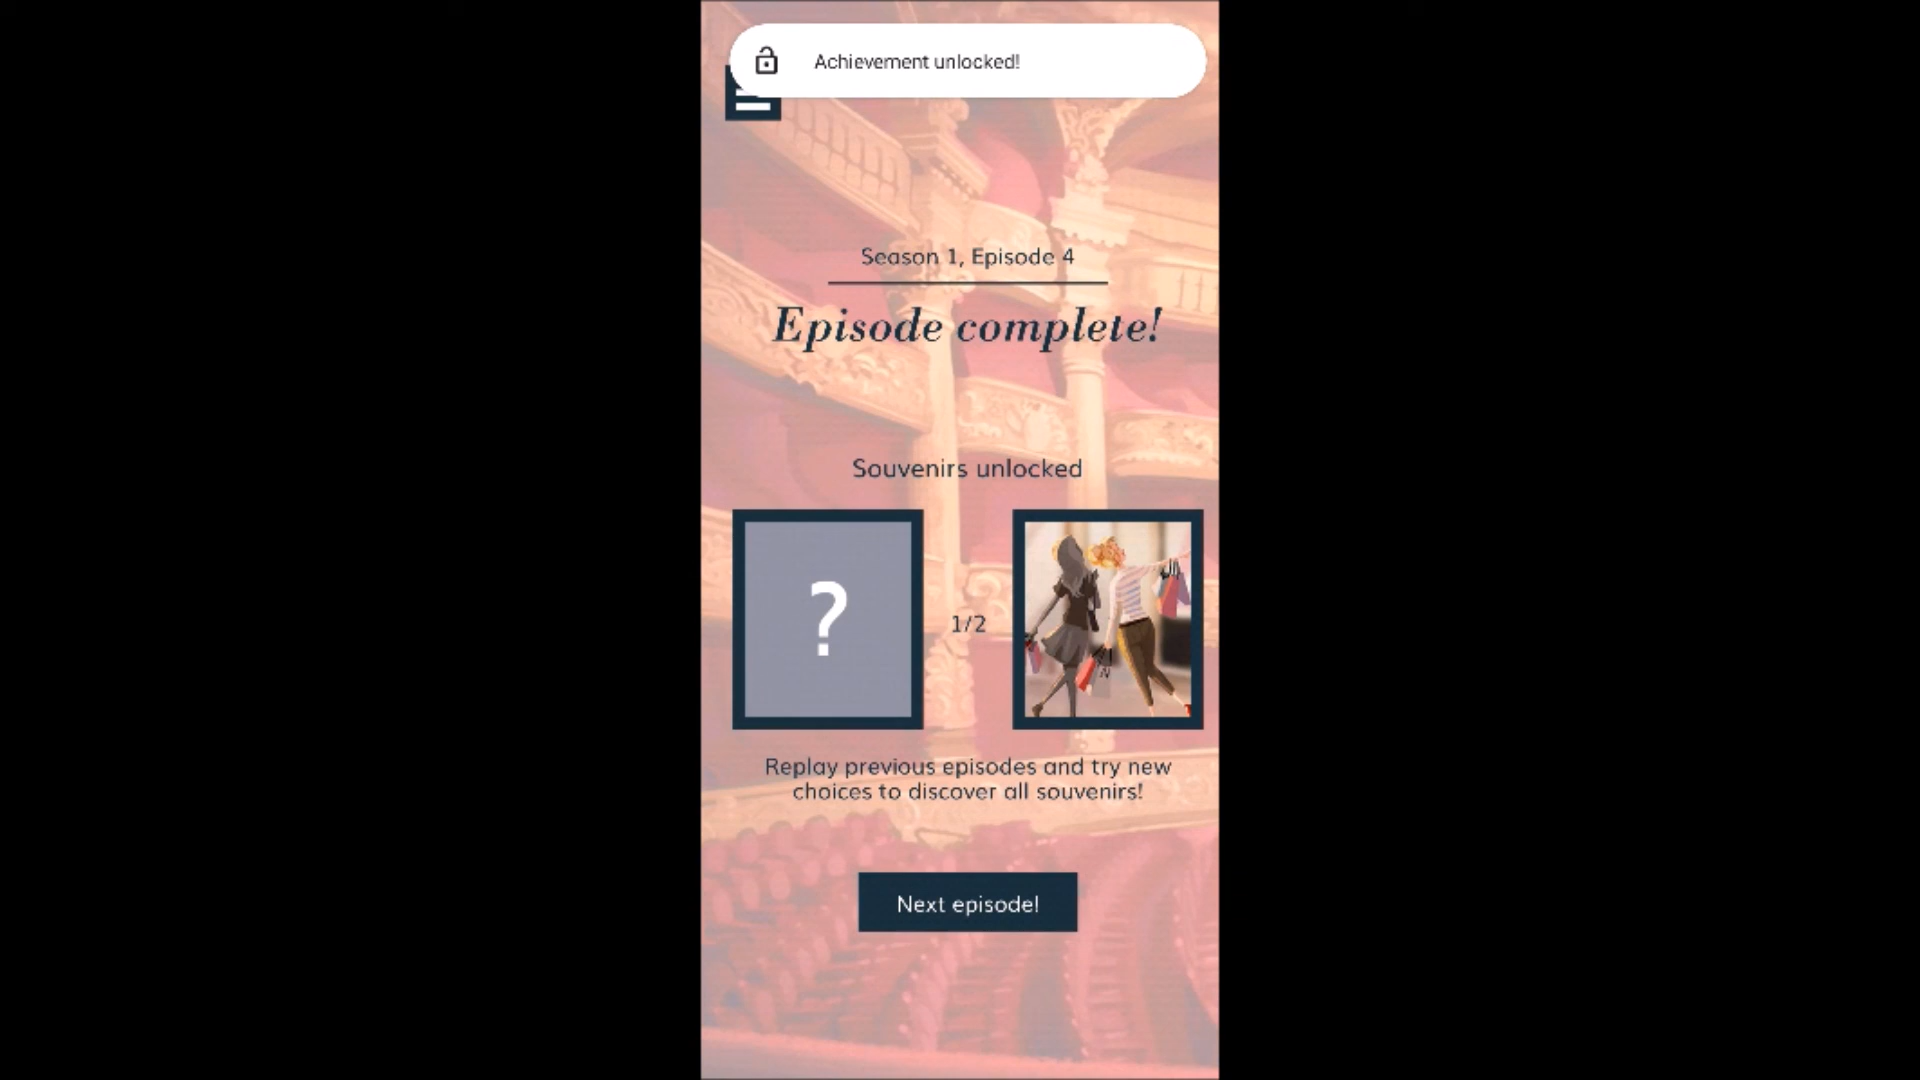 Achievement unlocked!
Season 1, Episode 4
Episode complete!
Souvenirs unlocked
?
1/2
Replay previous episodes and try new
choices to discover all souvenirs!
Next episode!